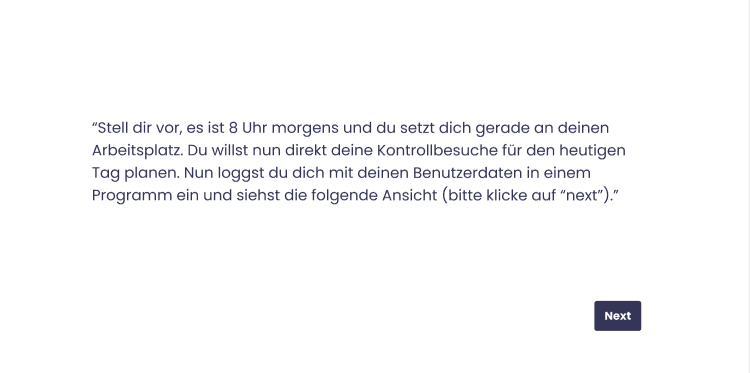 “Stell dir vor, es ist 8 Uhr morgens und du setzt dich gerade an deinen
Arbeitsplatz. Du willst nun direkt deine Kontrollbesuche für den heutigen
Tag planen. Nun loggst du dich mit deinen Benutzerdaten in einem
Programm ein und siehst die folgende Ansicht (bitte klicke auf “next”).”
Next